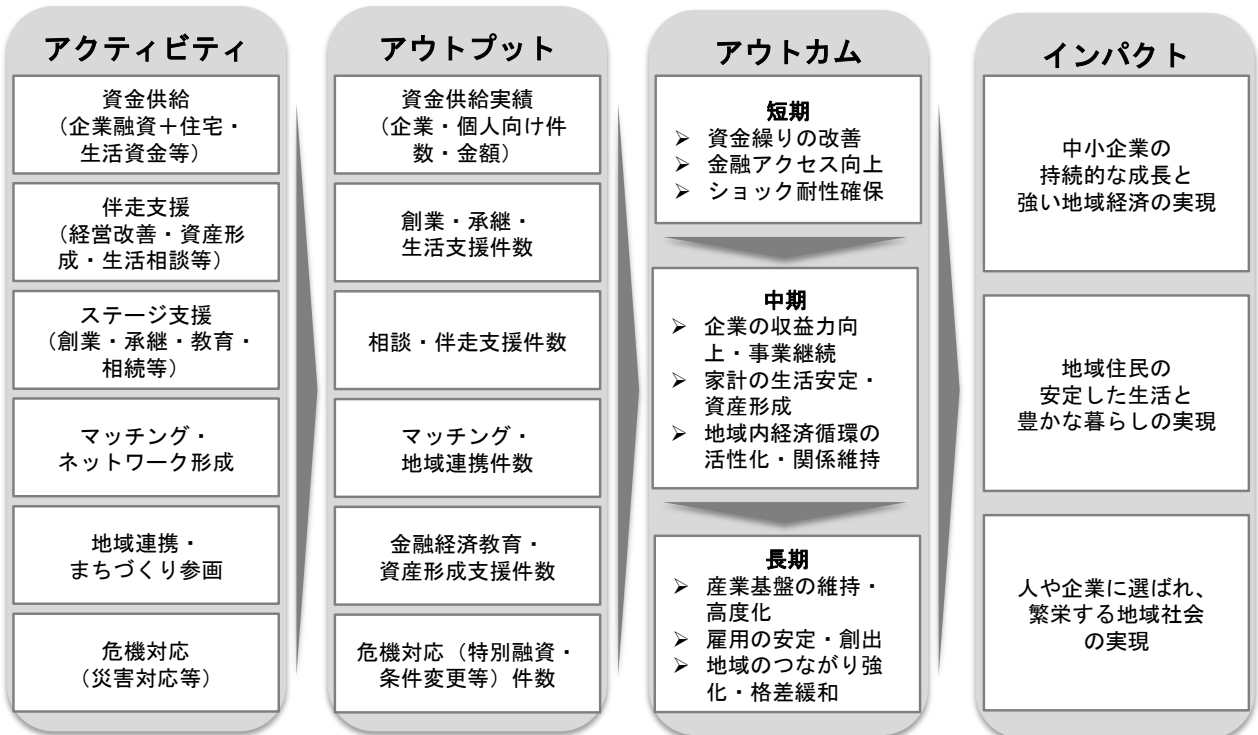 アクティビティ
資金供給
（企業融資＋住宅・
生活資金等）
伴走支援
（経営改善・資産形
成・生活相談等）
ステージ支援
（創業・承継・教育・
相続等）
マッチング・
ネットワーク形成
地域連携・
まちづくり参画
危機対応
（災害対応等）
アウトプット
資金供給実績
（企業・個人向け件
数・金額）
創業・承継・
生活支援件数
相談・伴走支援件数
マッチング・
地域連携件数
金融経済教育・
資産形成支援件数
危機対応（特別融資・
条件変更等）件数
アウトカム
短期
➢ 資金繰りの改善
➢ 金融アクセス向上
➢ ショック耐性確保
中期
➢ 企業の収益力向
上・事業継続
➢ 家計の生活安定・
資産形成
➢ 地域内経済循環の
活性化・関係維持
長期
➢ 産業基盤の維持・
高度化
➢ 雇用の安定・創出
➢ 地域のつながり強
化・格差緩和
インパクト
中小企業の
持続的な成長と
強い地域経済の実現
地域住民の
安定した生活と
豊かな暮らしの実現
人や企業に選ばれ、
繁栄する地域社会
の実現